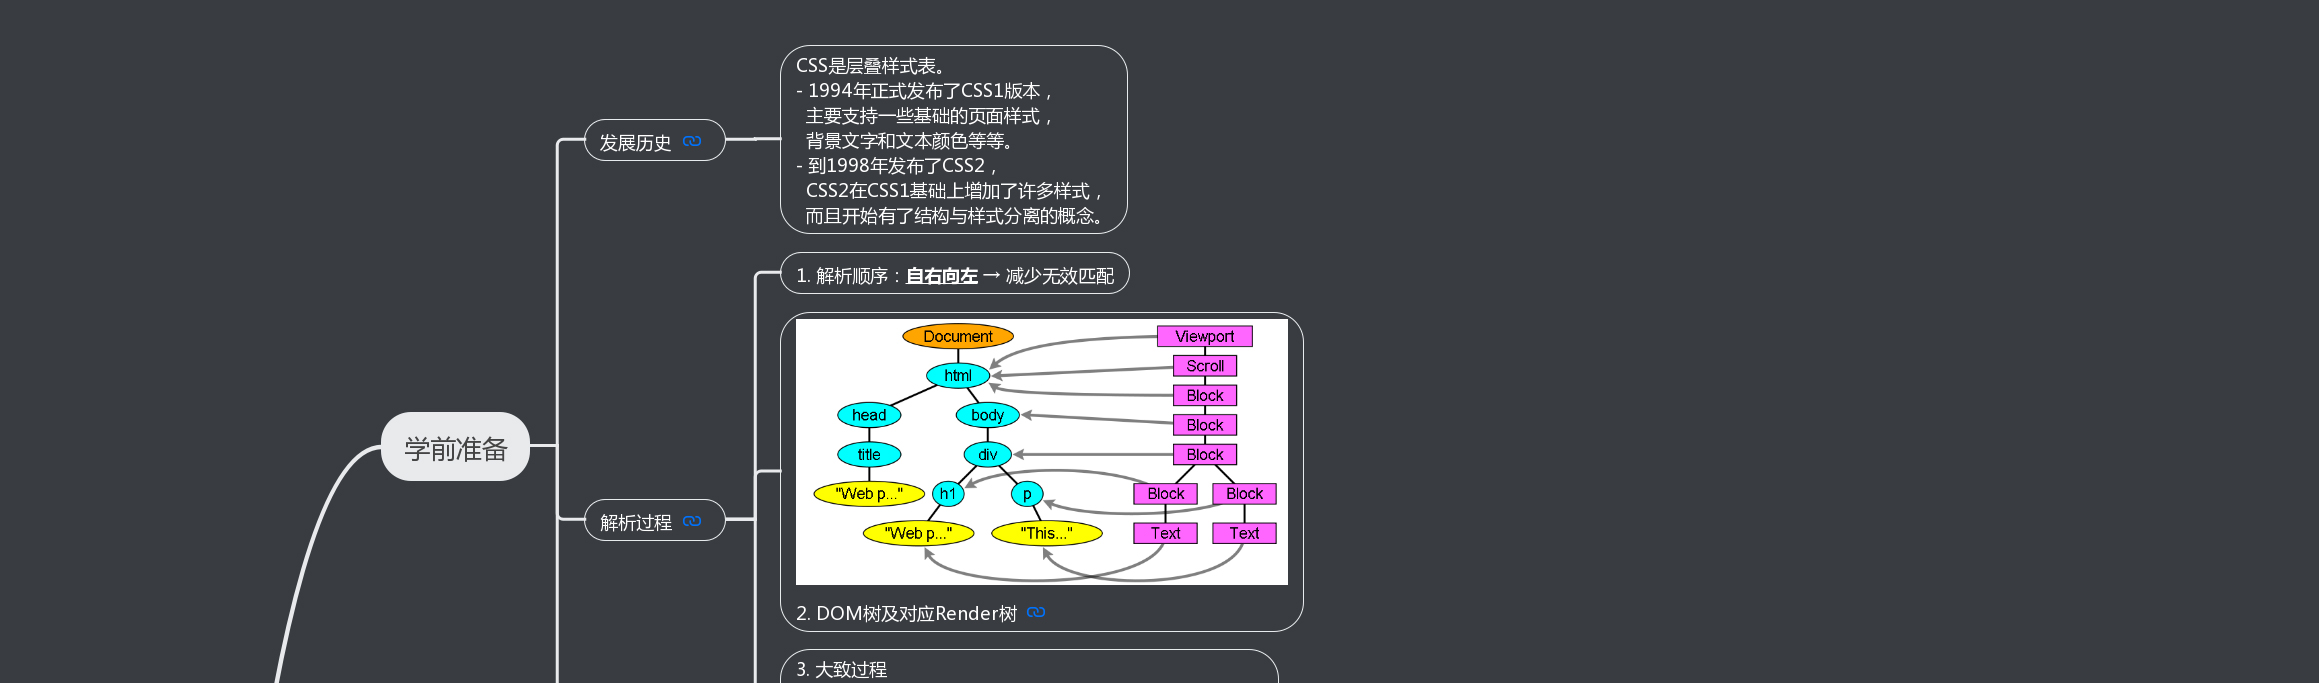 CSS是层叠样式表。
- 1994年正式发布了CSS1版本，
主要支持一些基础的页面样式，
背景文字和文本颜色等等。
- 到1998年发布了CSS2，
CSS2在CSS1基础上增加了许多样式，
而且开始有了结构与样式分离的概念。
发展历史
1. 解析顺序：自右向左 → 减少无效匹配
Document
Viewport
Scroll
html
Block
head
body
Block
title
div
Block
"Web p..."
h1
p
Block
Block
"Web p..."
"This..."
Text
Text
2. DOM树及对应Render树
学前准备
解析过程
3. 大致过程